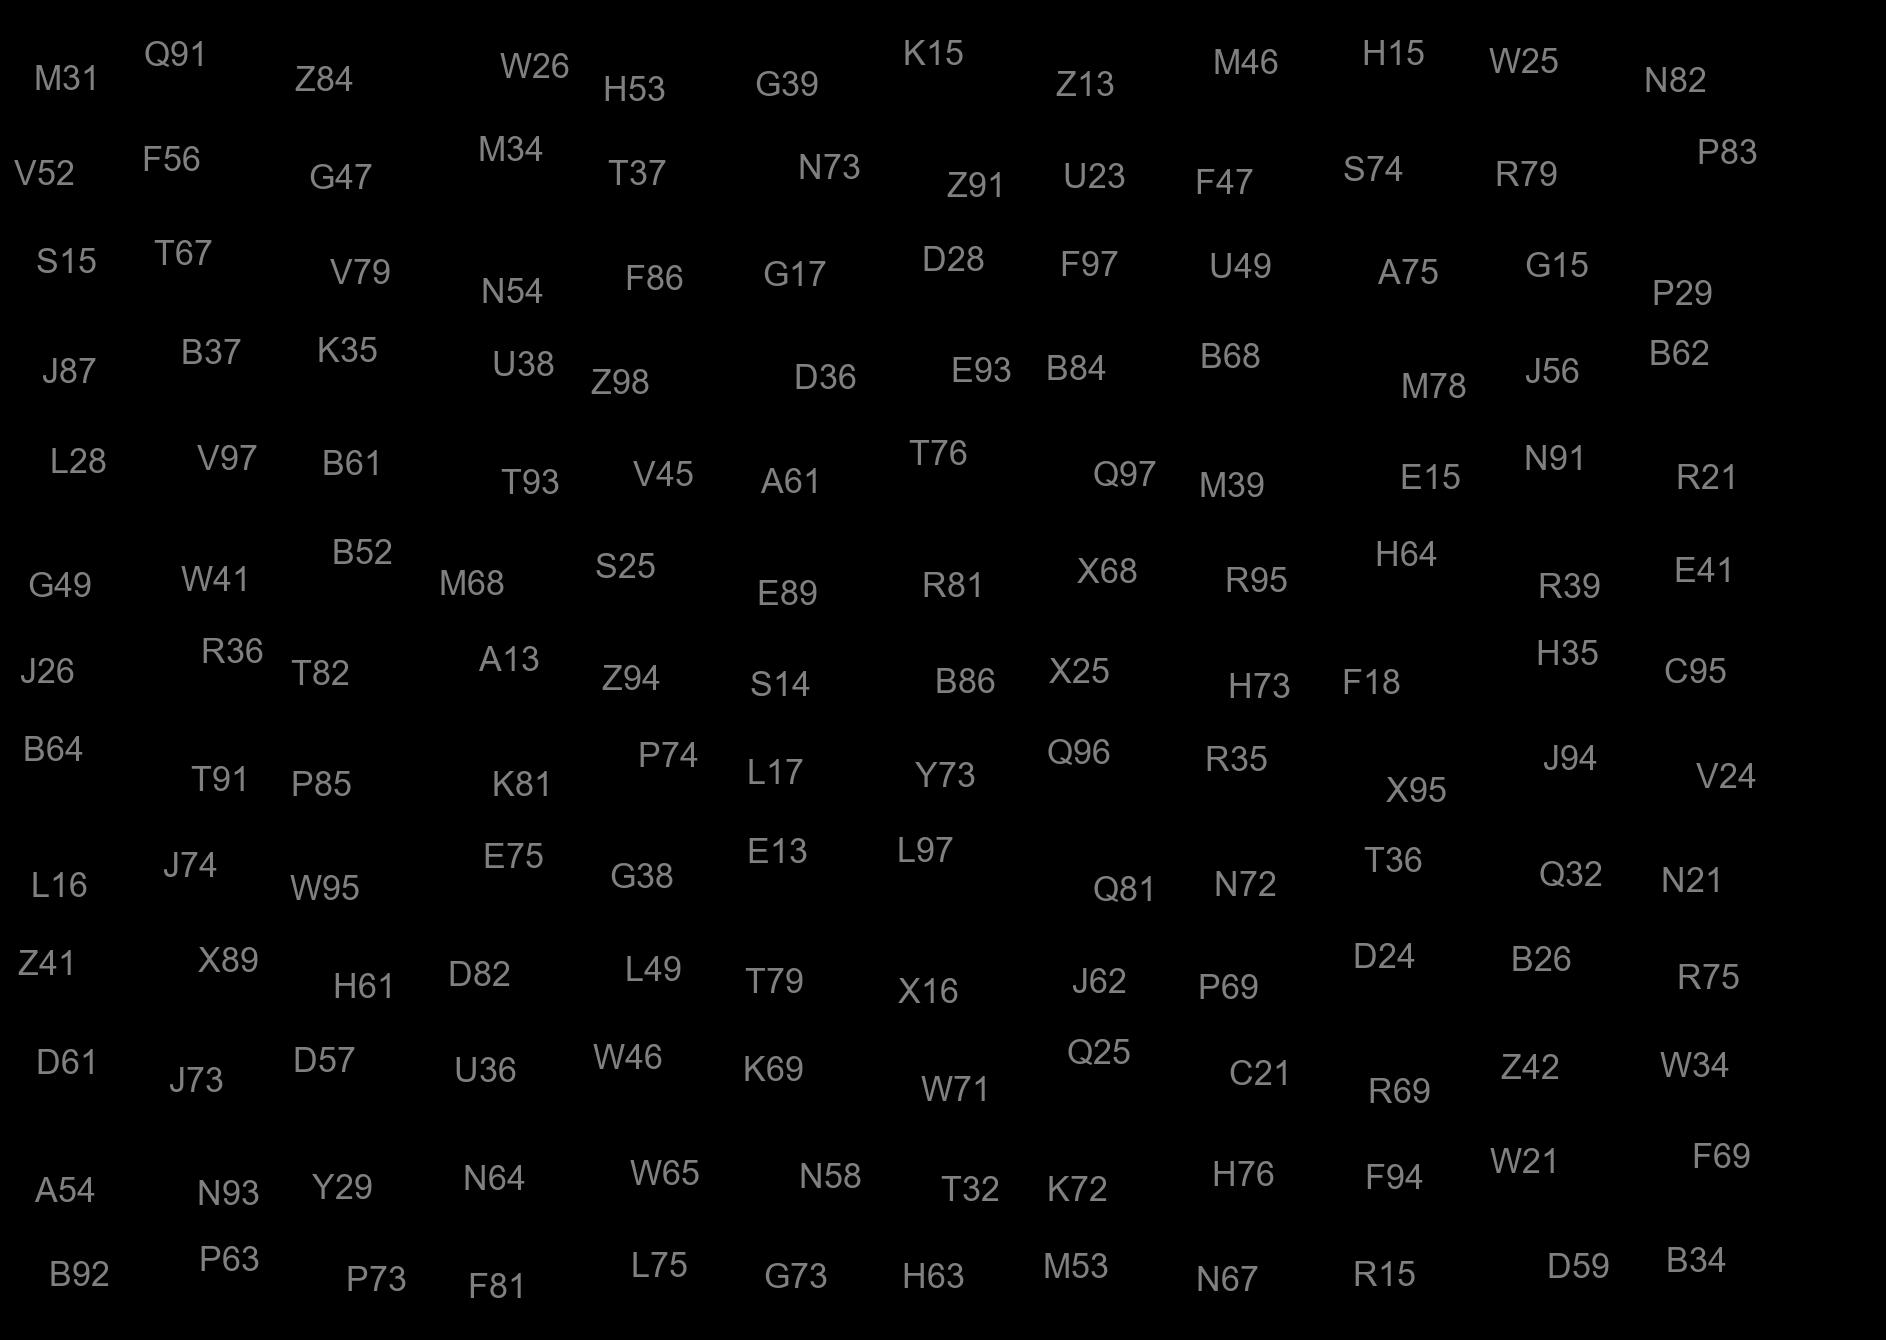 M31 Q91 Z84 W26 H53 G39 K15 Z13 M46 H15 W25 N82
V52 F56 G47 M34 T37 N73 Z91 U23 F47 S74 R79 P83
S15 T67 V79 N54 F86 G17 D28 F97 U49 A75 G15 P29
J87 B37 K35 U38 Z98 D36 E93 B84 B68 M78 J56 B62
L28 V97 B61 T93 V45 A61 T76 Q97 M39 E15 N91 R21
G49 W41 B52 M68 S25 E89 R81 X68 R95 H64 R39 E41
J26 R36 T82 A13 Z94 S14 B86 X25 H73 F18 H35 C95
B64 T91 P85 K81 P74 L17 Y73 Q96 R35 X95 J94 V24
L16 J74 W95 E75 G38 E13 L97 Q81 N72 T36 Q32 N21
Z41 X89 H61 D82 L49 T79 X16 J62 P69 D24 B26 R75
D61 J73 D57 U36 W46 K69 W71 Q25 C21 R69 Z42 W34
A54 N93 Y29 N64 W65 N58 T32 K72 H76 F94 W21 F69
B92 P63 P73 F81 L75 G73 H63 M53 N67 R15 D59 B34